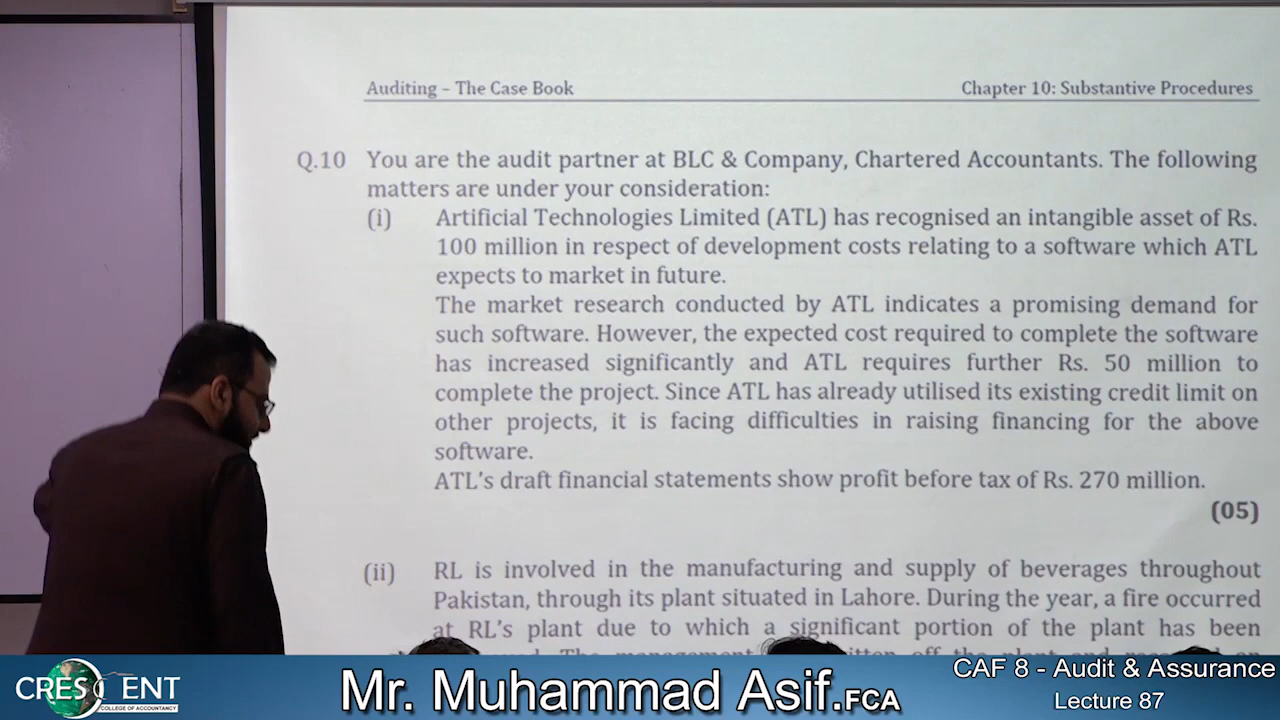 Auditing – The Case Book
Chapter 10: Substantive Procedures
Q.10 You are the audit partner at BLC & Company, Chartered Accountants. The following
matters are under your consideration:
(i) Artificial Technologies Limited (ATL) has recognised an intangible asset of Rs.
100 million in respect of development costs relating to a software which ATL
expects to market in future.
The market research conducted by ATL indicates a promising demand for
such software. However, the expected cost required to complete the software
has increased significantly and ATL requires further Rs. 50 million to
complete the project. Since ATL has already utilised its existing credit limit on
other projects, it is facing difficulties in raising financing for the above
software.
ATL's draft financial statements show profit before tax of Rs. 270 million.
(05)
(ii) RL is involved in the manufacturing and supply of beverages throughout
Pakistan, through its plant situated in Lahore. During the year, a fire occurred
at RL's plant due to which a significant portion of the plant has been
CRESCENT
COLLEGE OF ACCOUNTANCY
Mr. Muhammad Asif.FCA
CAF 8 - Audit & Assurance
Lecture 87